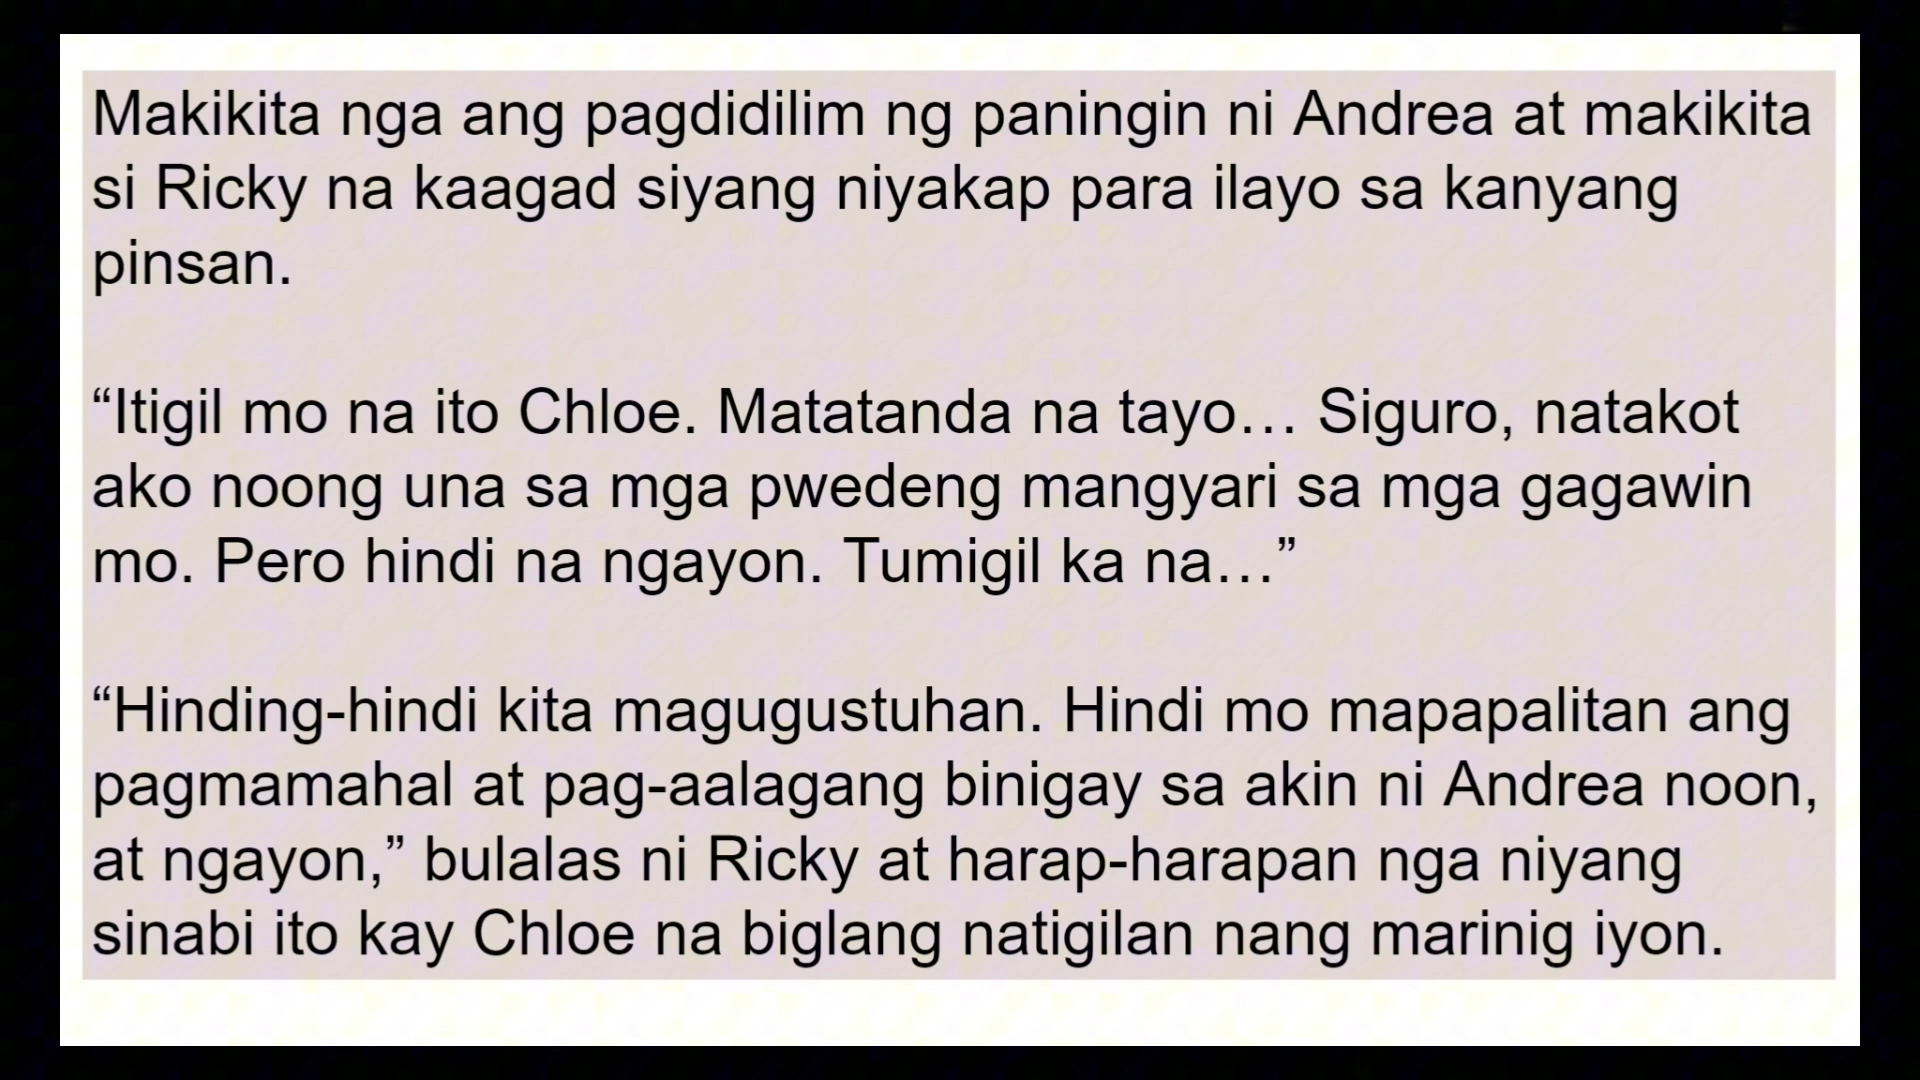 Makikita nga ang pagdidilim ng paningin ni Andrea at makikita
si Ricky na kaagad siyang niyakap para ilayo sa kanyang
pinsan.
“Itigil mo na ito Chloe. Matatanda na tayo… Siguro, natakot
ako noong una sa mga pwedeng mangyari sa mga gagawin
mo. Pero hindi na ngayon. Tumigil ka na…”
“Hinding-hindi kita magugustuhan. Hindi mo mapapalitan ang
pagmamahal at pag-aalagang binigay sa akin ni Andrea noon,
at ngayon,” bulalas ni Ricky at harap-harapan nga niyang
sinabi ito kay Chloe na biglang natigilan nang marinig iyon.